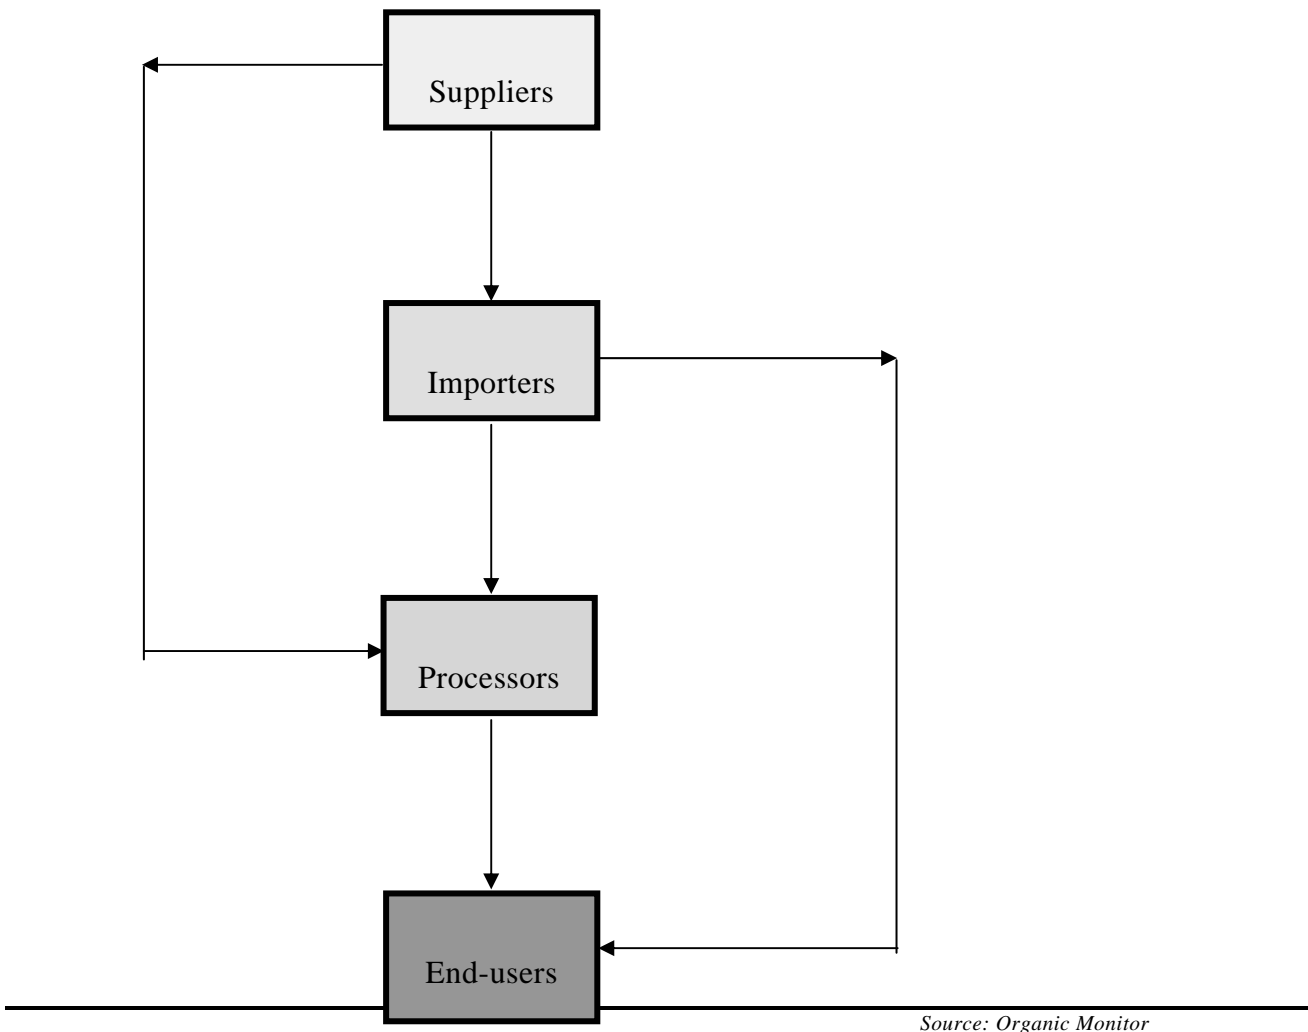 Suppliers
Importers
Processors
End-users
Source: Organic Monitor